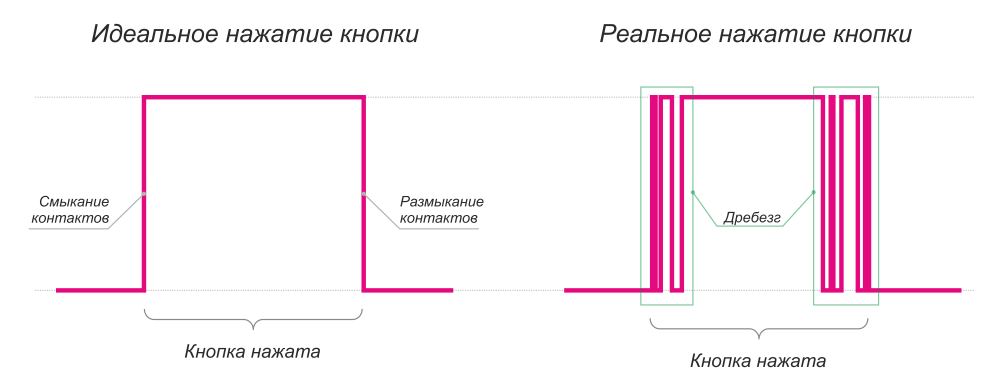 Идеальное нажатие кнопки
Реальное нажатие кнопки
Смыкание
контактов
Размыкание
контактов
Дребезг
Кнопка нажата
Кнопка нажата